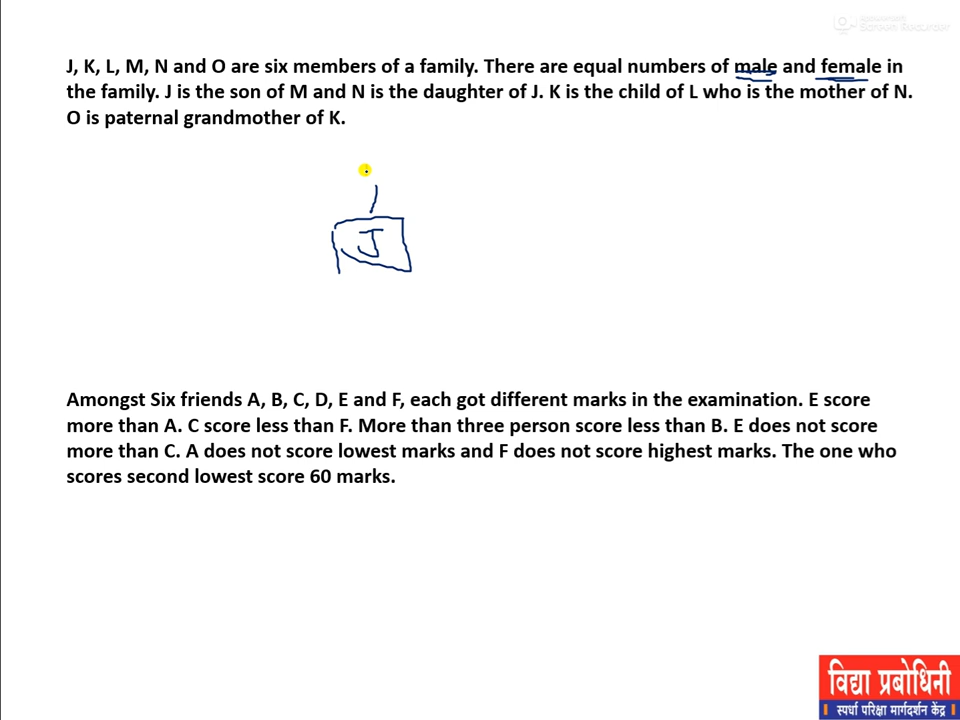 J, K, L, M, N and O are six members of a family. There are equal numbers of male and female in
the family. J is the son of M and N is the daughter of J. K is the child of L who is the mother of N.
O is paternal grandmother of K.
J
Amongst Six friends A, B, C, D, E and F, each got different marks in the examination. E score
more than A. C score less than F. More than three person score less than B. E does not score
more than C. A does not score lowest marks and F does not score highest marks. The one who
scores second lowest score 60 marks.
विद्या प्रबोधिनी
स्पर्धा परिक्षा मार्गदर्शन केंद्र